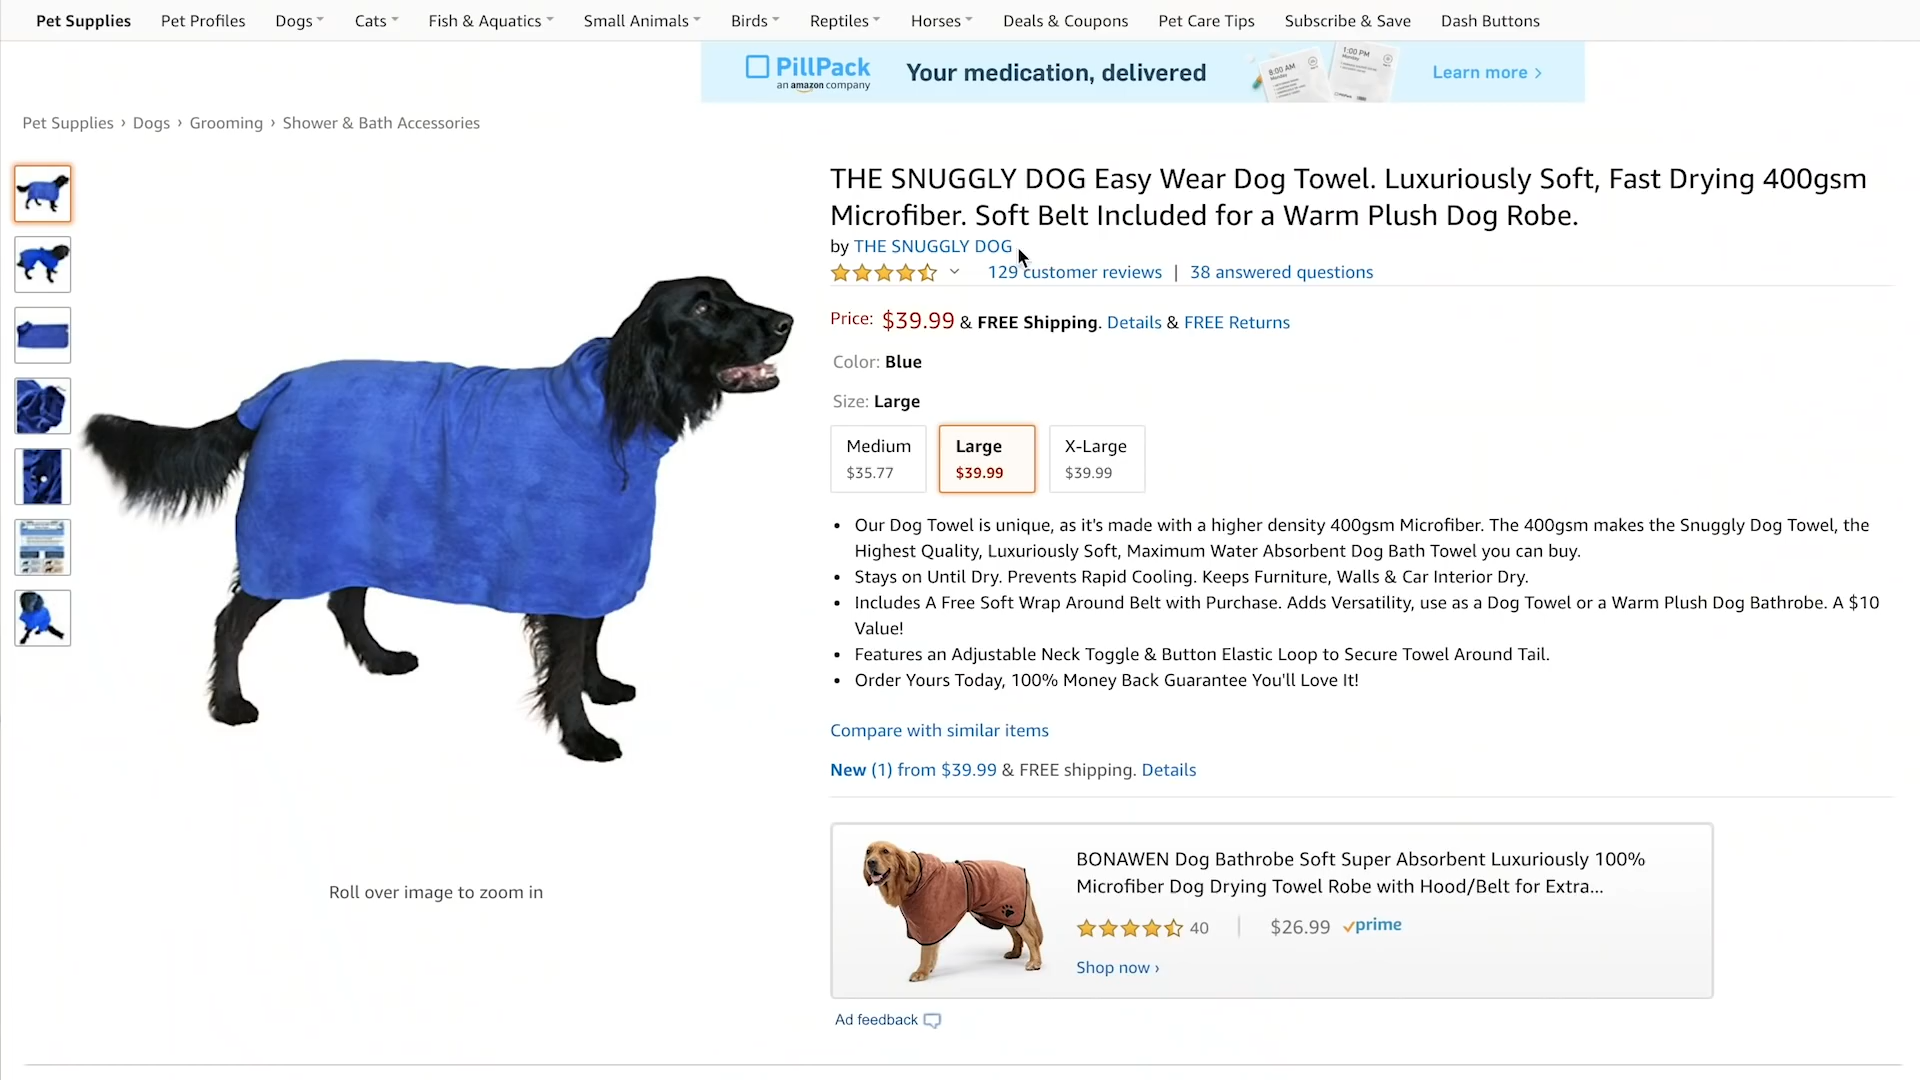 Pet Supplies Pet Profiles Dogs Cats Fish & Aquatics Small Animals Birds Reptiles Horses Deals & Coupons Pet Care Tips Subscribe & Save Dash Buttons
PillPack
an amazon company
Your medication, delivered
8:00 AM
Monday
1:00 PM
Monday
Learn more ›
Pet Supplies › Dogs › Grooming › Shower & Bath Accessories
THE SNUGGLY DOG Easy Wear Dog Towel. Luxuriously Soft, Fast Drying 400gsm
Microfiber. Soft Belt Included for a Warm Plush Dog Robe.
by THE SNUGGLY DOG
129 customer reviews | 38 answered questions
Price: $39.99 & FREE Shipping. Details & FREE Returns
Color: Blue
Size: Large
Medium Large X-Large
$35.77 $39.99 $39.99
• Our Dog Towel is unique, as it's made with a higher density 400gsm Microfiber. The 400gsm makes the Snuggly Dog Towel, the
Highest Quality, Luxuriously Soft, Maximum Water Absorbent Dog Bath Towel you can buy.
• Stays on Until Dry. Prevents Rapid Cooling. Keeps Furniture, Walls & Car Interior Dry.
• Includes A Free Soft Wrap Around Belt with Purchase. Adds Versatility, use as a Dog Towel or a Warm Plush Dog Bathrobe. A $10
Value!
• Features an Adjustable Neck Toggle & Button Elastic Loop to Secure Towel Around Tail.
• Order Yours Today, 100% Money Back Guarantee You'll Love It!
Compare with similar items
New (1) from $39.99 & FREE shipping. Details
BONAWEN Dog Bathrobe Soft Super Absorbent Luxuriously 100%
Microfiber Dog Drying Towel Robe with Hood/Belt for Extra...
40 | $26.99 prime
Shop now ›
Roll over image to zoom in
Ad feedback